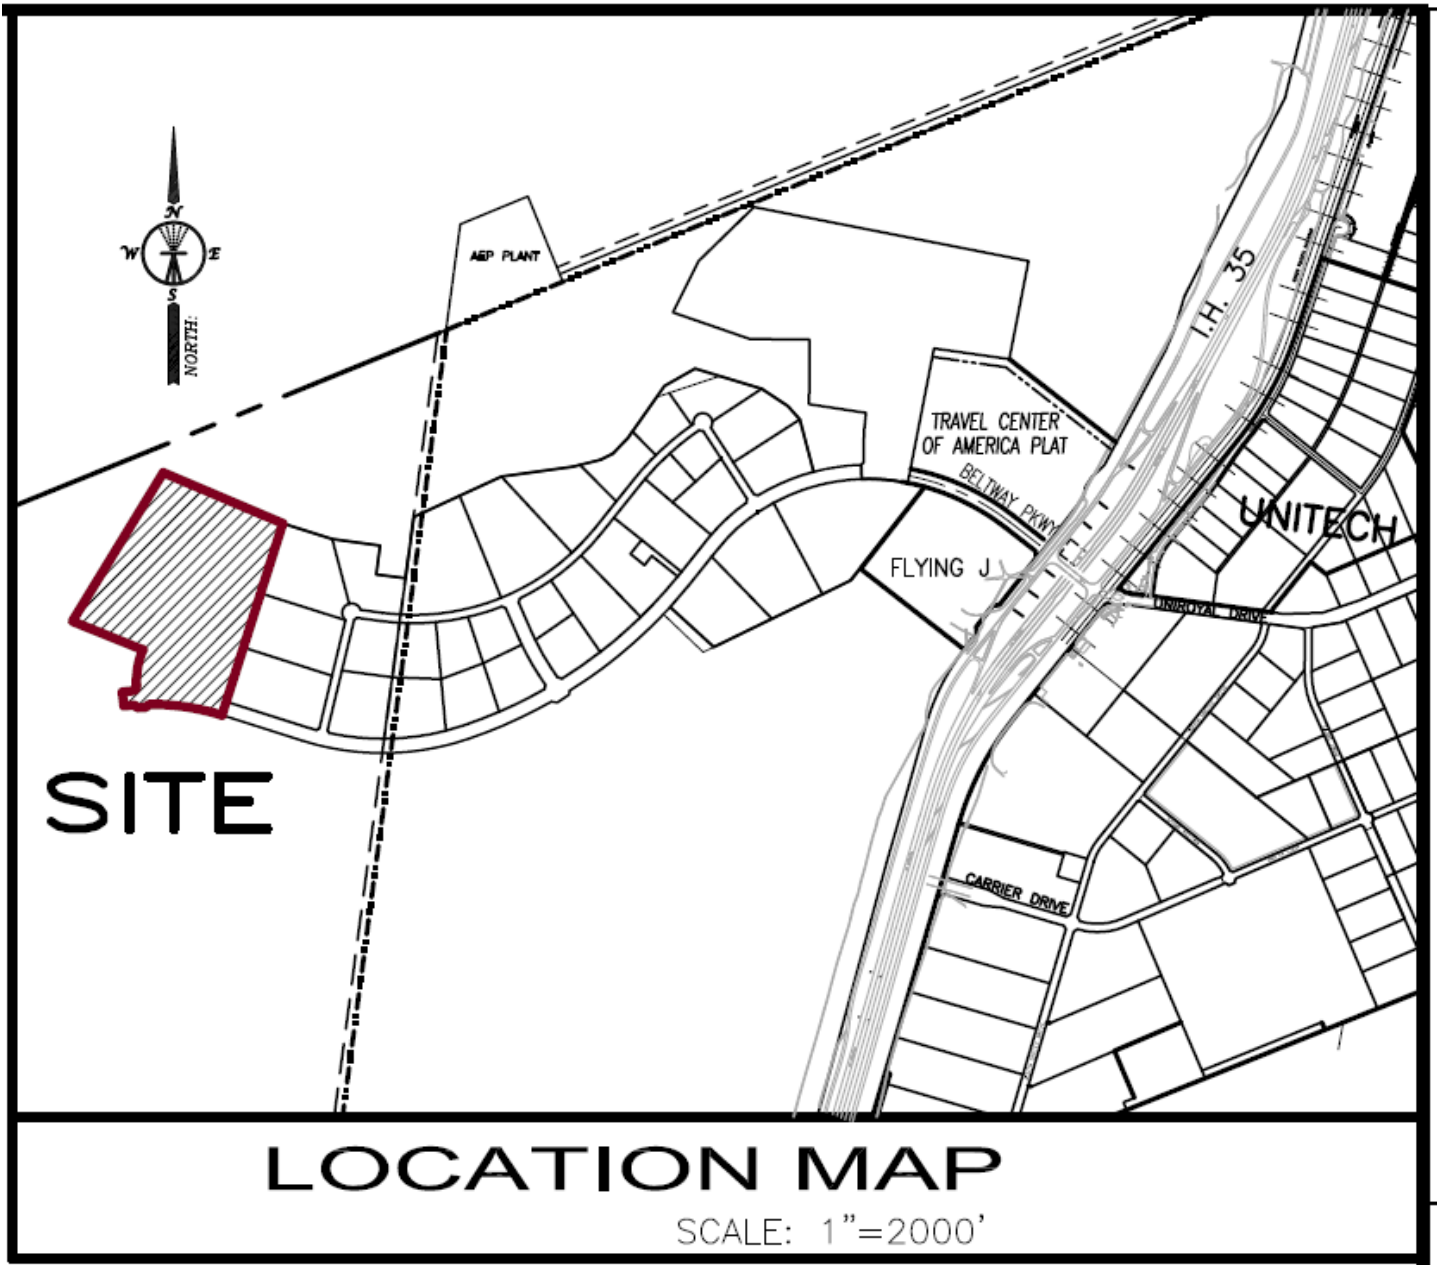 I.H. 35
N
W E
S
NORTH:
AEP PLANT
TRAVEL CENTER
OF AMERICA PLAT
BELTWAY PKWY
UNITECH
FLYING J
UNIROYAL DRIVE
SITE
CARRIER DRIVE
LOCATION MAP
SCALE: 1"=2000'